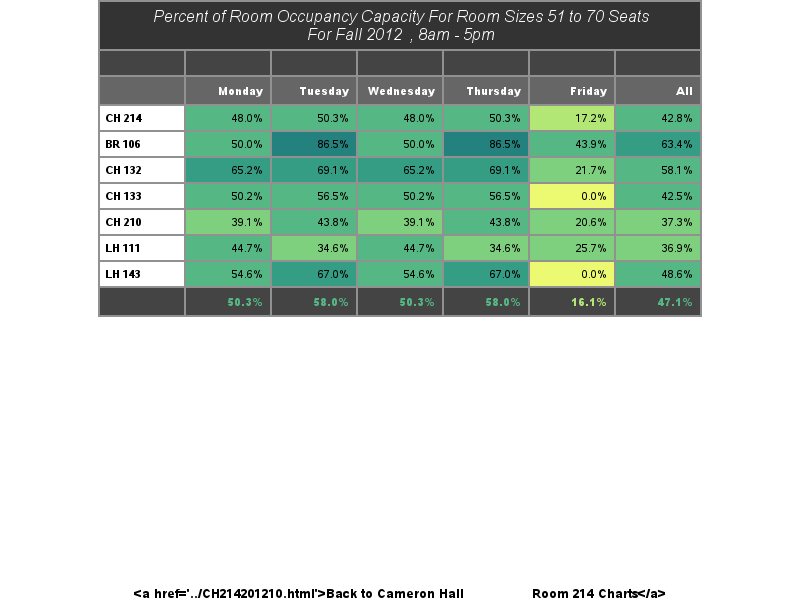 Percent of Room Occupancy Capacity For Room Sizes 51 to 70 Seats
For Fall 2012 , 8am - 5pm
Monday Tuesday Wednesday Thursday Friday All
CH 214 48.0% 50.3% 48.0% 50.3% 17.2% 42.8%
BR 106 50.0% 86.5% 50.0% 86.5% 43.9% 63.4%
CH 132 65.2% 69.1% 65.2% 69.1% 21.7% 58.1%
CH 133 50.2% 56.5% 50.2% 56.5% 0.0% 42.5%
CH 210 39.1% 43.8% 39.1% 43.8% 20.6% 37.3%
LH 111 44.7% 34.6% 44.7% 34.6% 25.7% 36.9%
LH 143 54.6% 67.0% 54.6% 67.0% 0.0% 48.6%
50.3% 58.0% 50.3% 58.0% 16.1% 47.1%
<a href='../CH214201210.html'>Back to Cameron Hall Room 214 Charts</a>